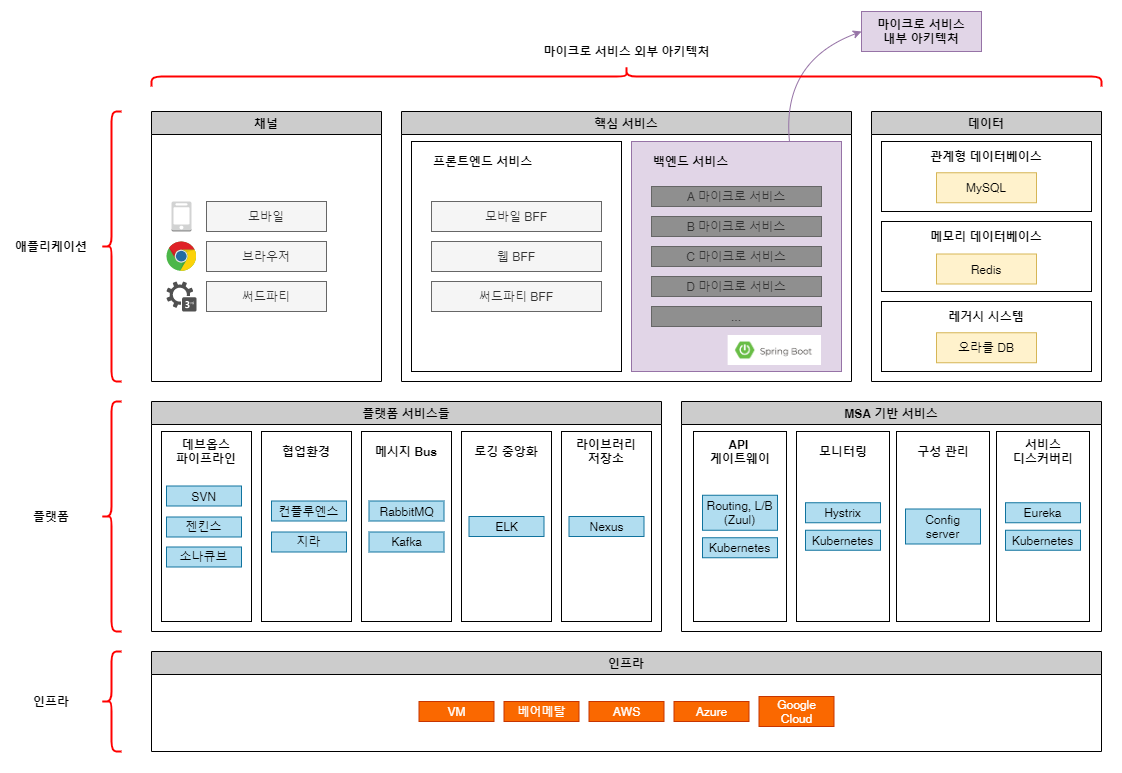 마이크로 서비스
내부 아키텍처
마이크로 서비스 외부 아키텍처
애플리케이션
채널
모바일
브라우저
3rd
써드파티
핵심 서비스
프론트엔드 서비스
모바일 BFF
웹 BFF
써드파티 BFF
백엔드 서비스
A 마이크로 서비스
B 마이크로 서비스
C 마이크로 서비스
D 마이크로 서비스
...
Spring Boot
데이터
관계형 데이터베이스
MySQL
메모리 데이터베이스
Redis
레거시 시스템
오라클 DB
플랫폼
플랫폼 서비스들
데브옵스
파이프라인
SVN
젠킨스
소나큐브
협업환경
컨플루엔스
지라
메시지 Bus
RabbitMQ
Kafka
로깅 중앙화
ELK
라이브러리
저장소
Nexus
MSA 기반 서비스
API
게이트웨이
Routing, L/B
(Zuul)
Kubernetes
모니터링
Hystrix
Kubernetes
구성 관리
Config
server
서비스
디스커버리
Eureka
Kubernetes
인프라
인프라
VM
베어메탈
AWS
Azure
Google
Cloud